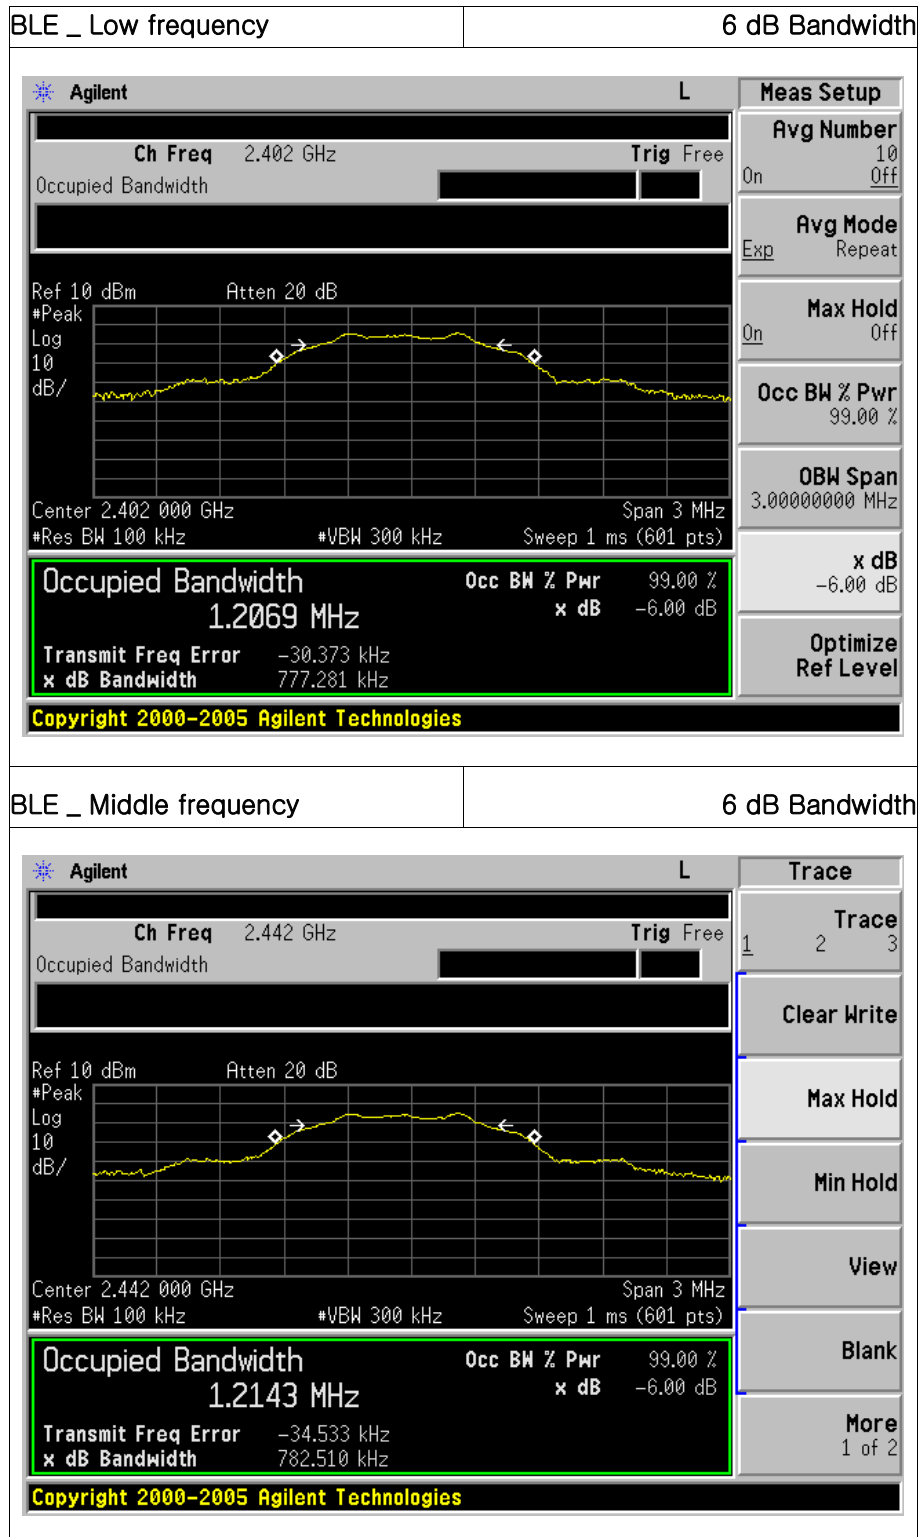 BLE _ Low frequency 6 dB Bandwidth
Agilent L Meas Setup
Ch Freq 2.402 GHz Trig Free
Occupied Bandwidth
Avg Number
10
On Off
Avg Mode
Exp Repeat
Max Hold
On Off
Occ BW % Pwr
99.00 %
OBW Span
3.00000000 MHz
x dB
-6.00 dB
Optimize
Ref Level
Ref 10 dBm Atten 20 dB
#Peak
Log
10
dB/
Center 2.402 000 GHz Span 3 MHz
#Res BW 100 kHz #VBW 300 kHz Sweep 1 ms (601 pts)
Occupied Bandwidth Occ BW % Pwr 99.00 %
1.2069 MHz x dB -6.00 dB
Transmit Freq Error -30.373 kHz
x dB Bandwidth 777.281 kHz
Copyright 2000-2005 Agilent Technologies
BLE _ Middle frequency 6 dB Bandwidth
Agilent L Trace
Ch Freq 2.442 GHz Trig Free
Occupied Bandwidth
Trace
1 2 3
Clear Write
Max Hold
Min Hold
View
Blank
More
1 of 2
Ref 10 dBm Atten 20 dB
#Peak
Log
10
dB/
Center 2.442 000 GHz Span 3 MHz
#Res BW 100 kHz #VBW 300 kHz Sweep 1 ms (601 pts)
Occupied Bandwidth Occ BW % Pwr 99.00 %
1.2143 MHz x dB -6.00 dB
Transmit Freq Error -34.533 kHz
x dB Bandwidth 782.510 kHz
Copyright 2000-2005 Agilent Technologies